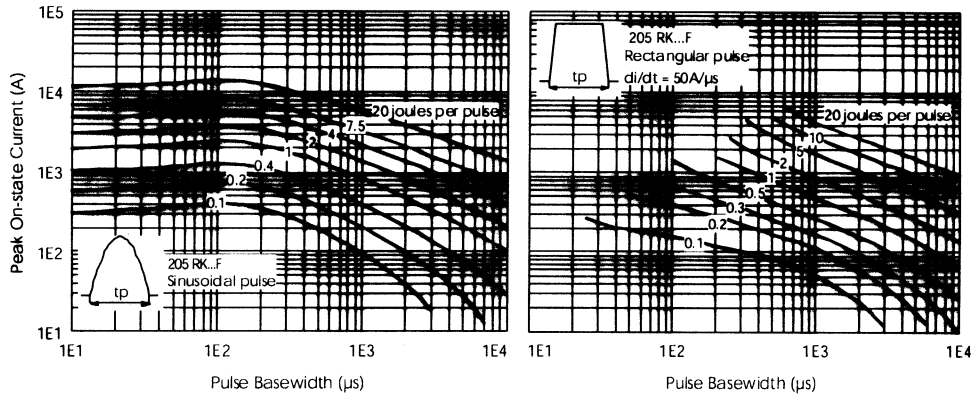 1E5
1E4
1E3
1E2
1E1
Peak On-state Current (A)
20 joules per pulse
7.5
4
2
1
0.4
0.2
0.1
tp
205 RK...F
Sinusoidal pulse
1E1
1E2
1E3
1E4
Pulse Basewidth (µs)
tp
205 RK...F
Rectangular pulse
di/dt = 50A/µs
20 joules per pulse
10
5
2
1
0.5
0.3
0.2
0.1
1E1
1E2
1E3
1E4
Pulse Basewidth (µs)